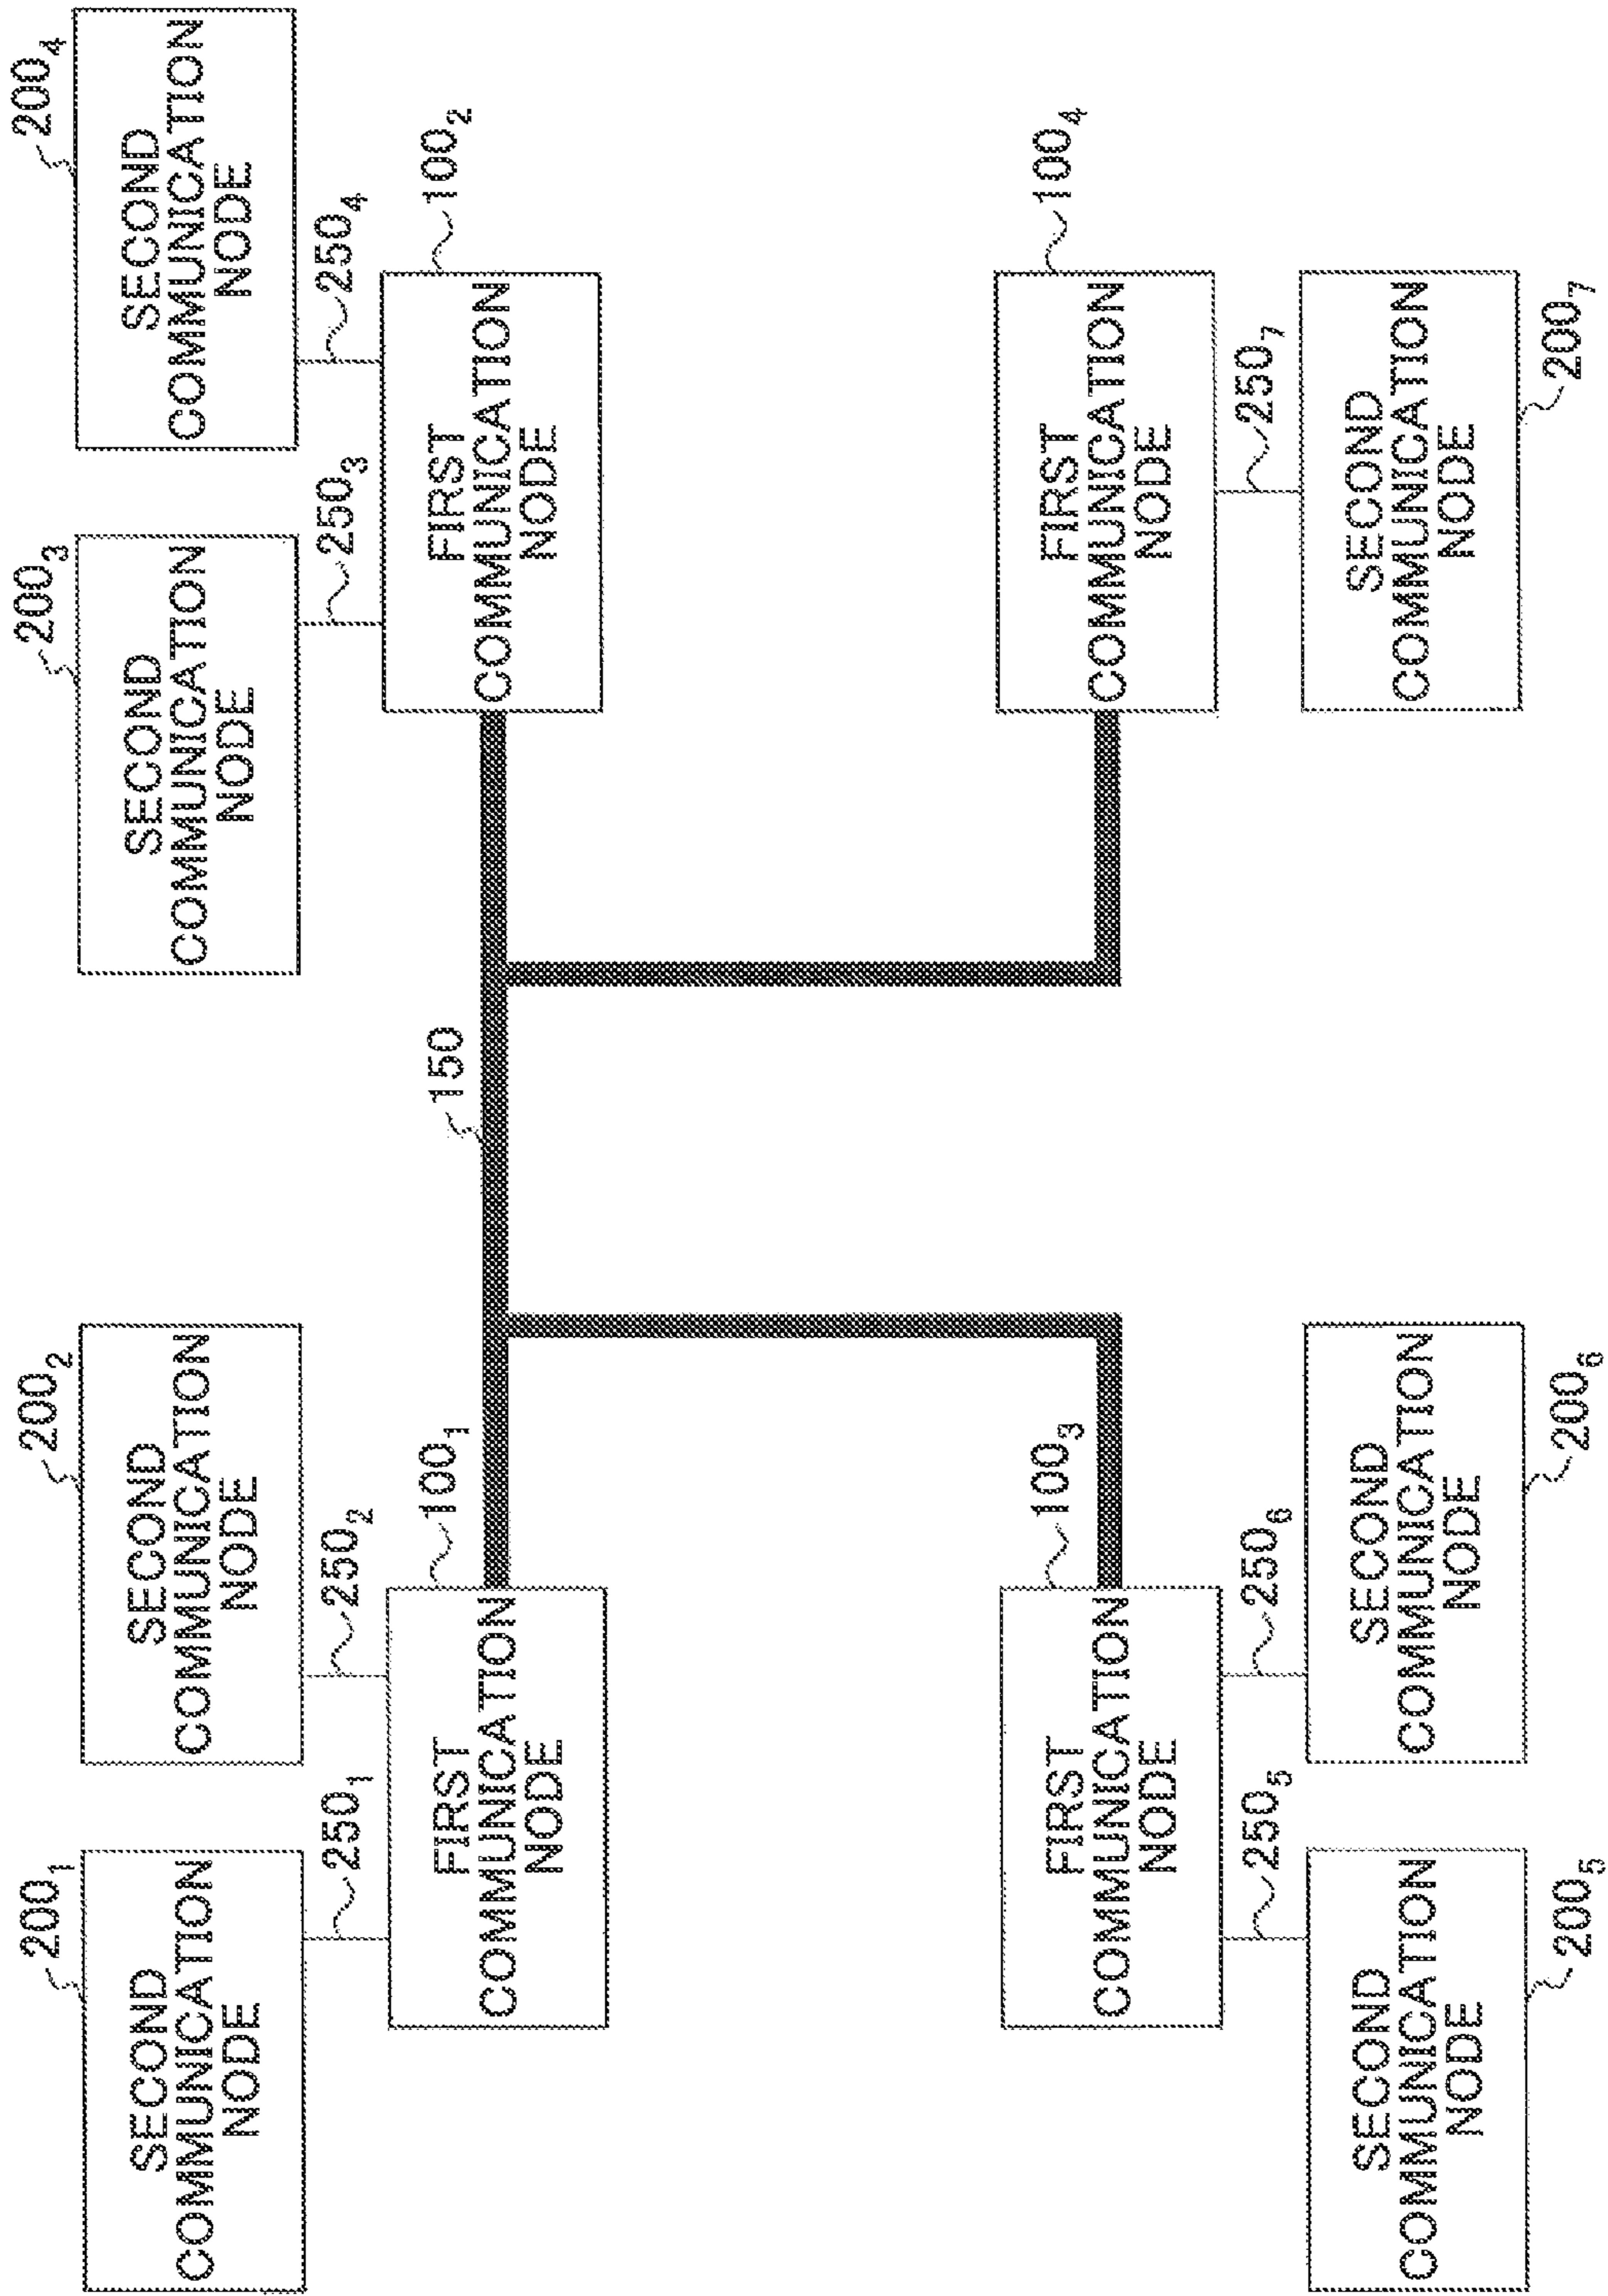 200₁
SECOND
COMMUNICATION
NODE
200₂
SECOND
COMMUNICATION
NODE
200₃
SECOND
COMMUNICATION
NODE
200₄
SECOND
COMMUNICATION
NODE
250₁
250₂
250₃
250₄
100₁
FIRST
COMMUNICATION
NODE
150
100₂
FIRST
COMMUNICATION
NODE
100₃
FIRST
COMMUNICATION
NODE
100₄
FIRST
COMMUNICATION
NODE
250₅
250₆
250₇
SECOND
COMMUNICATION
NODE
200₅
SECOND
COMMUNICATION
NODE
200₆
SECOND
COMMUNICATION
NODE
200₇